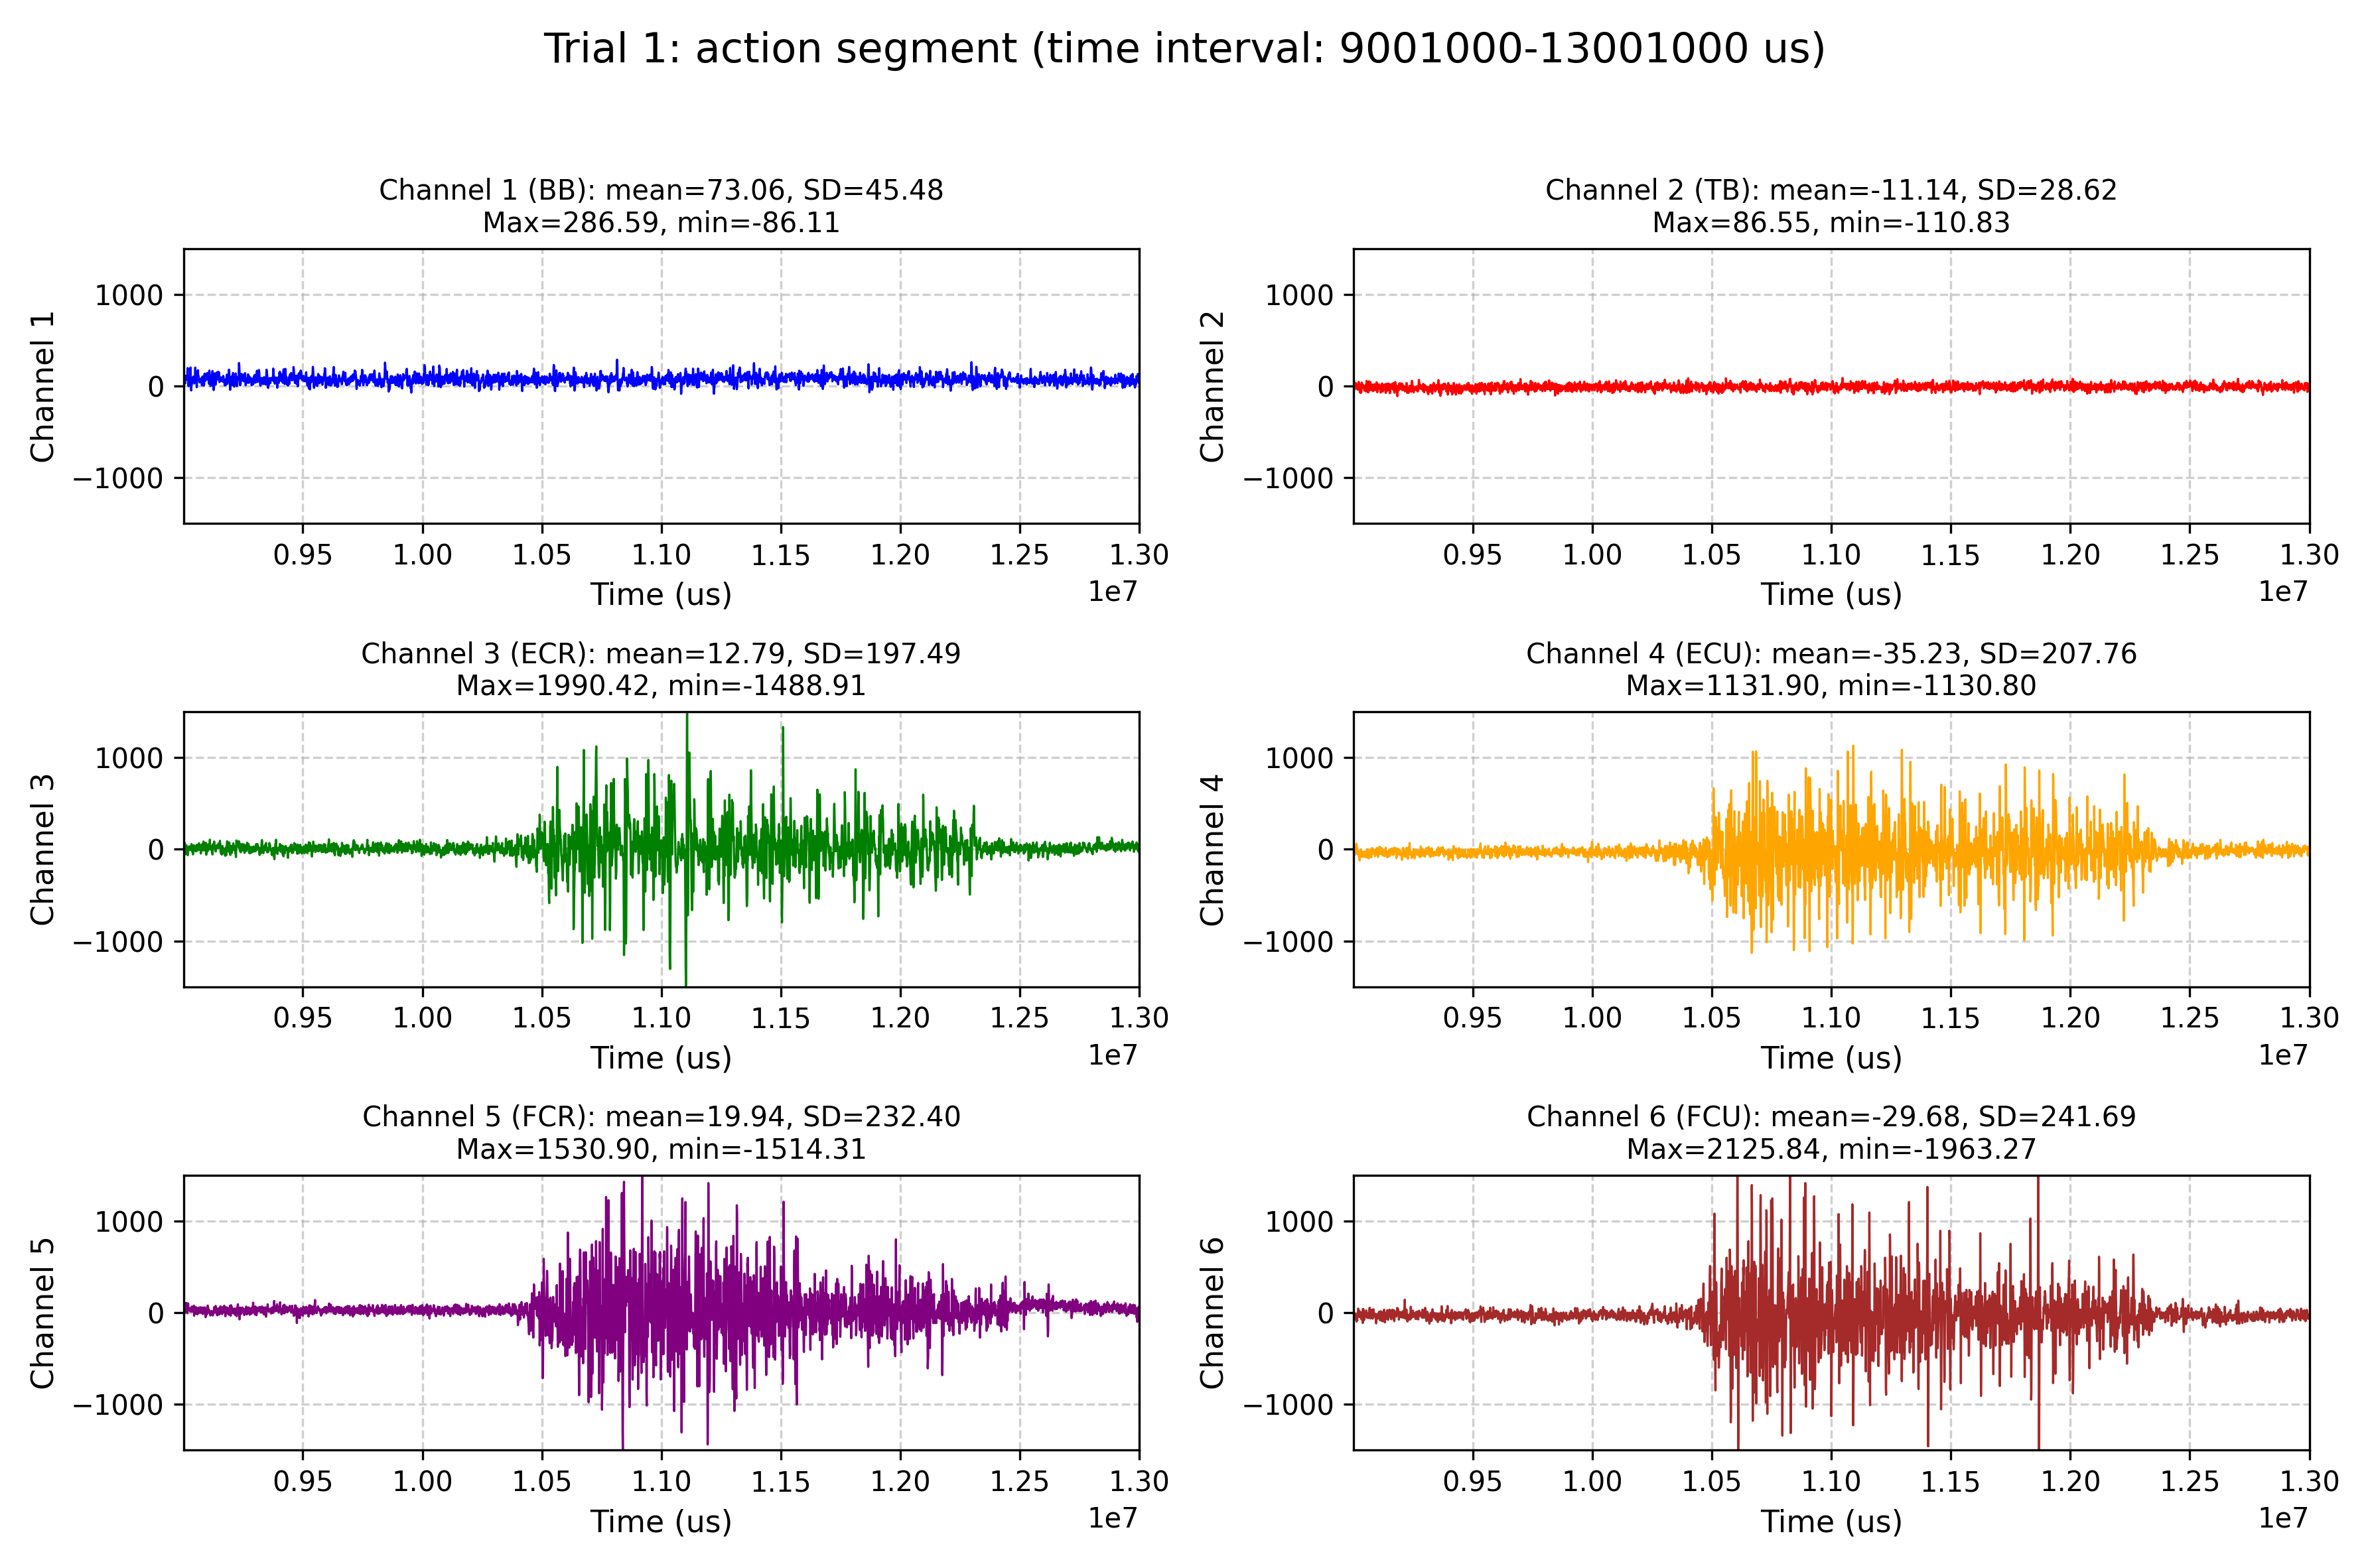 Trial 1: action segment (time interval: 9001000-13001000 us)
Channel 1 (BB): mean=73.06, SD=45.48
Max=286.59, min=-86.11
Channel 1
1000
0
−1000
0.95 1.00 1.05 1.10 1.15 1.20 1.25 1.30
Time (us)
1e7
Channel 2 (TB): mean=-11.14, SD=28.62
Max=86.55, min=-110.83
Channel 2
1000
0
−1000
0.95 1.00 1.05 1.10 1.15 1.20 1.25 1.30
Time (us)
1e7
Channel 3 (ECR): mean=12.79, SD=197.49
Max=1990.42, min=-1488.91
Channel 3
1000
0
−1000
0.95 1.00 1.05 1.10 1.15 1.20 1.25 1.30
Time (us)
1e7
Channel 4 (ECU): mean=-35.23, SD=207.76
Max=1131.90, min=-1130.80
Channel 4
1000
0
−1000
0.95 1.00 1.05 1.10 1.15 1.20 1.25 1.30
Time (us)
1e7
Channel 5 (FCR): mean=19.94, SD=232.40
Max=1530.90, min=-1514.31
Channel 5
1000
0
−1000
0.95 1.00 1.05 1.10 1.15 1.20 1.25 1.30
Time (us)
1e7
Channel 6 (FCU): mean=-29.68, SD=241.69
Max=2125.84, min=-1963.27
Channel 6
1000
0
−1000
0.95 1.00 1.05 1.10 1.15 1.20 1.25 1.30
Time (us)
1e7